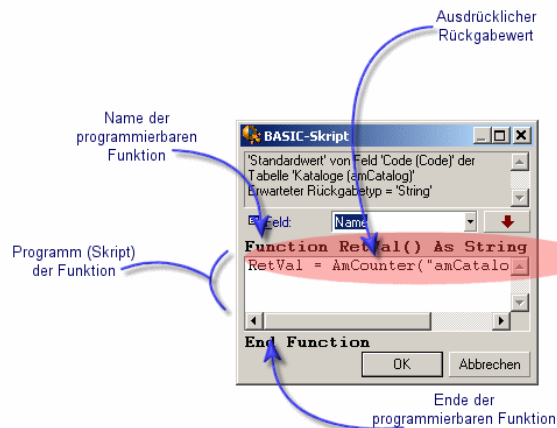 Ausdrücklicher
Rückgabewert
Name der
programmierbaren
Funktion
BASIC-Skript
'Standardwert' von Feld 'Code (Code)' der
Tabelle 'Kataloge (amCatalog)'
Erwarteter Rückgabetyp = 'String'
Feld:
Name
Programm (Skript)
der Funktion
Function RetVal() As String
RetVal = AmCounter("amCatalo
End Function
OK
Abbrechen
Ende der
programmierbaren Funktion